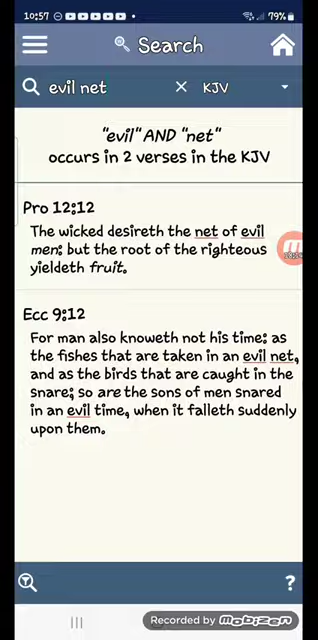 10:57 79%
Search
evil net × KJV
"evil" AND "net"
occurs in 2 verses in the KJV
Pro 12:12
The wicked desireth the net of evil
men: but the root of the righteous
yieldeth fruit.
Ecc 9:12
For man also knoweth not his time: as
the fishes that are taken in an evil net,
and as the birds that are caught in the
snare; so are the sons of men snared
in an evil time, when it falleth suddenly
upon them.
?
Recorded by mobizen